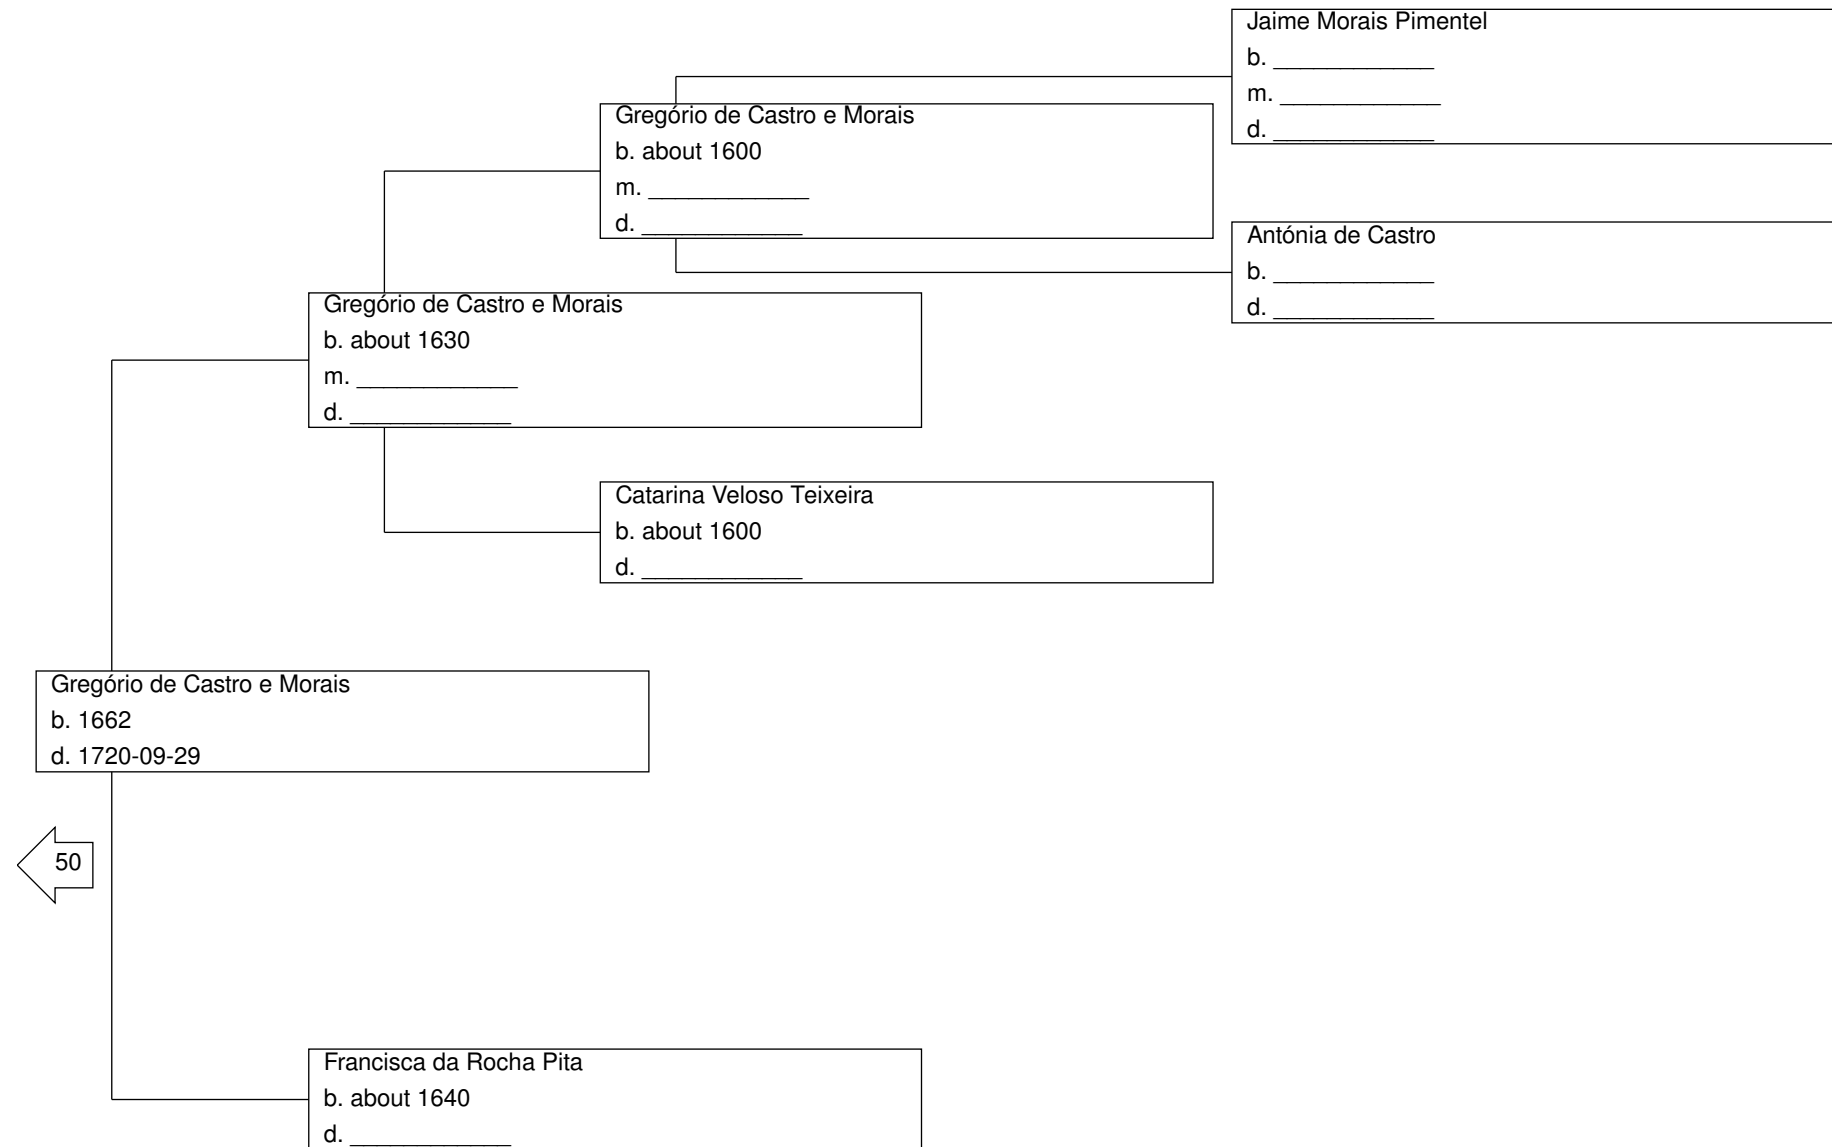 Jaime Morais Pimentel
b. ____________
m. ____________
d. ____________
Gregório de Castro e Morais
b. about 1600
m. ____________
d. ____________
Antónia de Castro
b. ____________
d. ____________
Gregório de Castro e Morais
b. about 1630
m. ____________
d. ____________
Catarina Veloso Teixeira
b. about 1600
d. ____________
Gregório de Castro e Morais
b. 1662
d. 1720-09-29
50
Francisca da Rocha Pita
b. about 1640
d. ____________